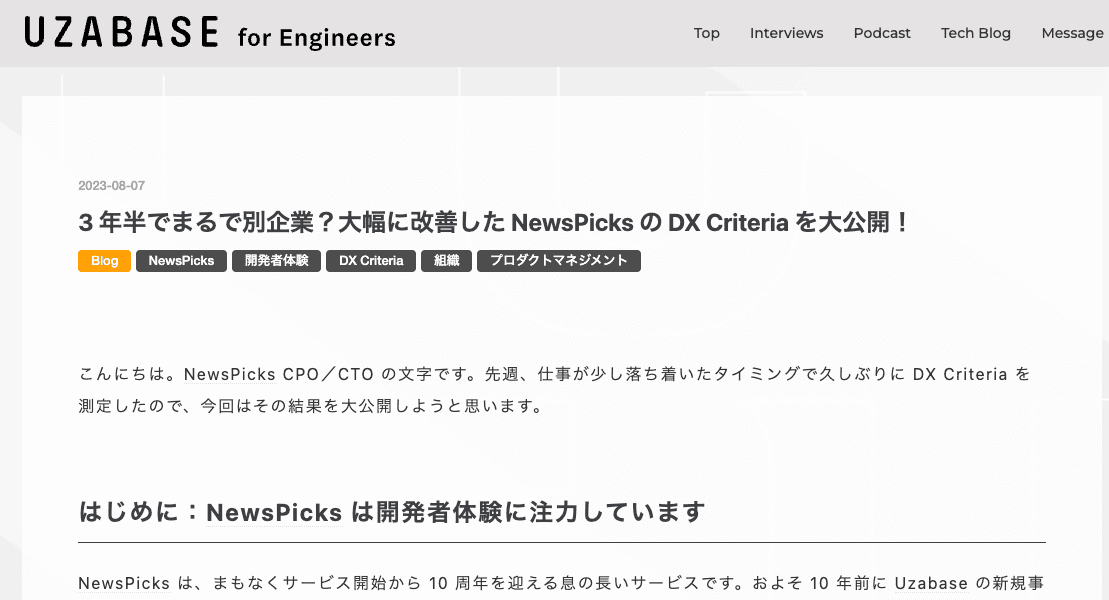 UZABASE for Engineers
Top Interviews Podcast Tech Blog Message
2023-08-07
3 年半でまるで別企業？大幅に改善した NewsPicks の DX Criteria を大公開！
Blog NewsPicks 開発者体験 DX Criteria 組織 プロダクトマネジメント
こんにちは。NewsPicks CPO／CTO の文字です。先週、仕事が少し落ち着いたタイミングで久しぶりに DX Criteria を
測定したので、今回はその結果を大公開しようと思います。
はじめに：NewsPicks は開発者体験に注力しています
NewsPicks は、まもなくサービス開始から 10 周年を迎える息の長いサービスです。およそ 10 年前に Uzabase の新規事